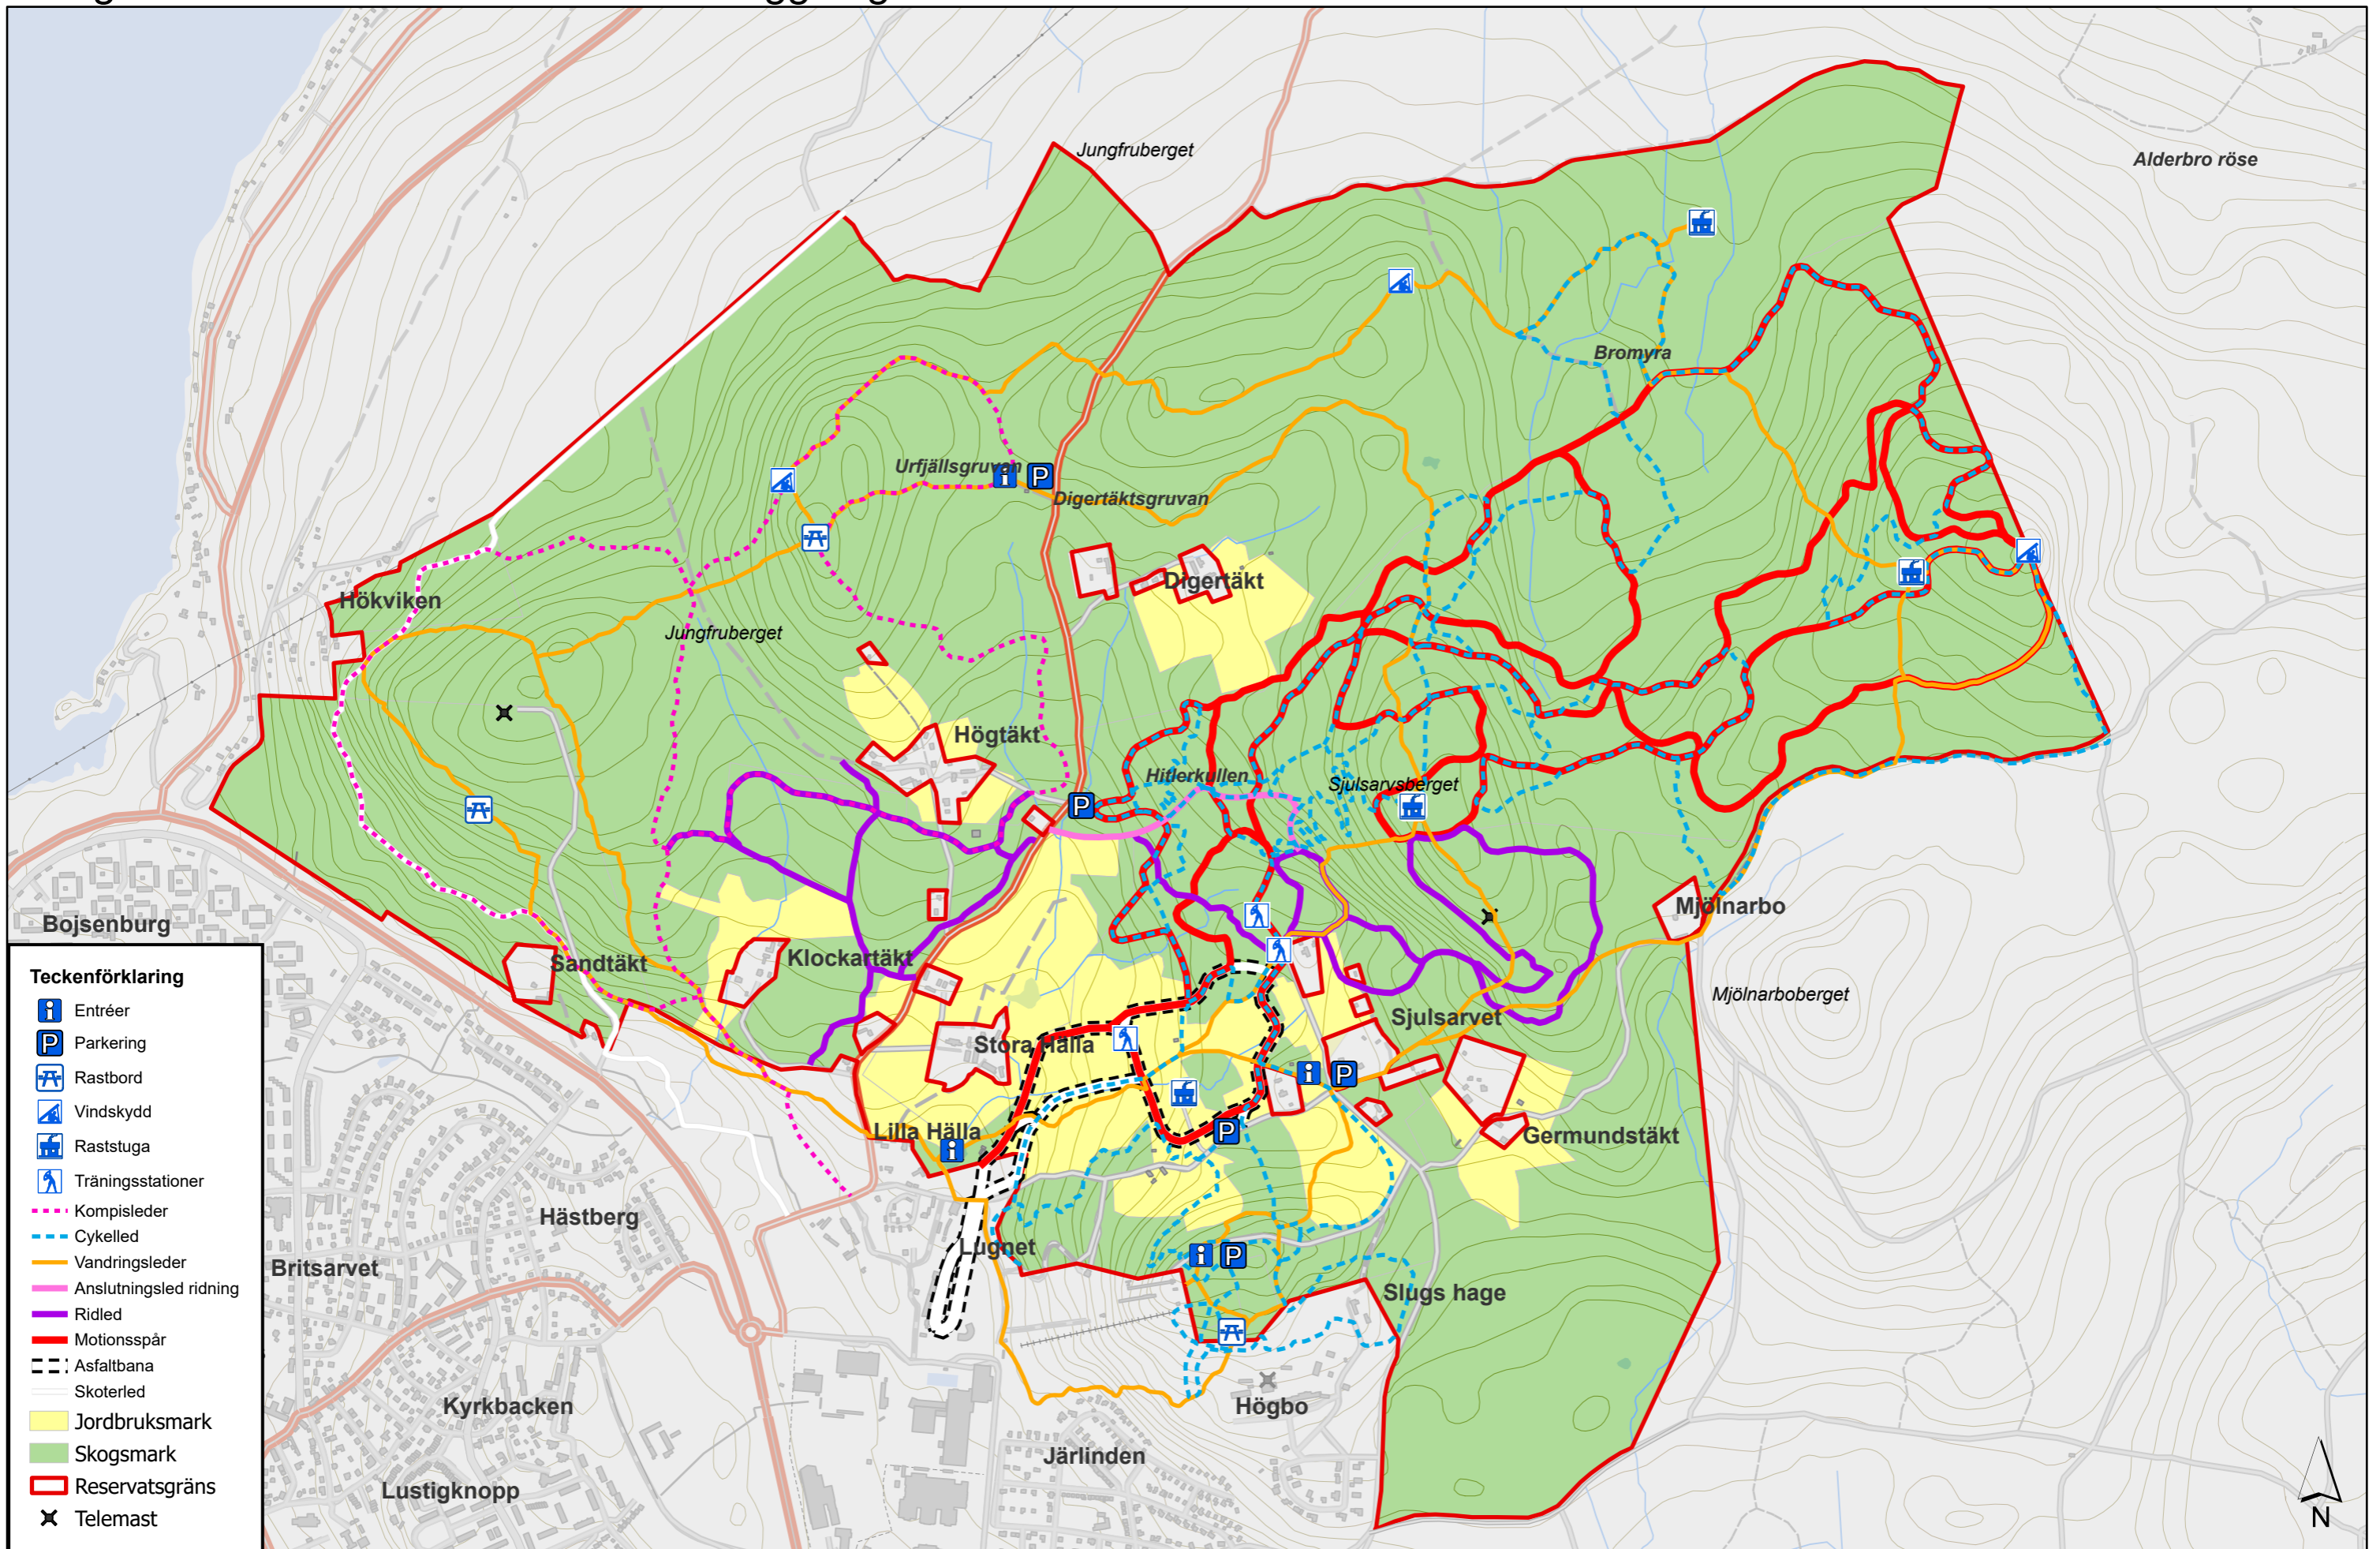 Jungfruberget
Alderbro röse
Bromyra
Urfjällsgruvan
Digertäktsgruvan
Digertäkt
Hökviken
Jungfruberget
Högtäkt
Hitlerkullen
Sjulsarvsberget
Mjölnarbo
Bojsenburg
Sandtäkt
Klockartäkt
Mjölnarboberget
Sjulsarvet
Stora Hälla
Lilla Hälla
Germundstäkt
Hästberg
Lugnet
Britsarvet
Slugs hage
Kyrkbacken
Högbo
Järlinden
Lustigknopp
Teckenförklaring
Entréer
Parkering
Rastbord
Vindskydd
Raststuga
Träningsstationer
Kompisleder
Cykelled
Vandringsleder
Anslutningsled ridning
Ridled
Motionsspår
Asfaltbana
Skoterled
Jordbruksmark
Skogsmark
Reservatsgräns
Telemast
N